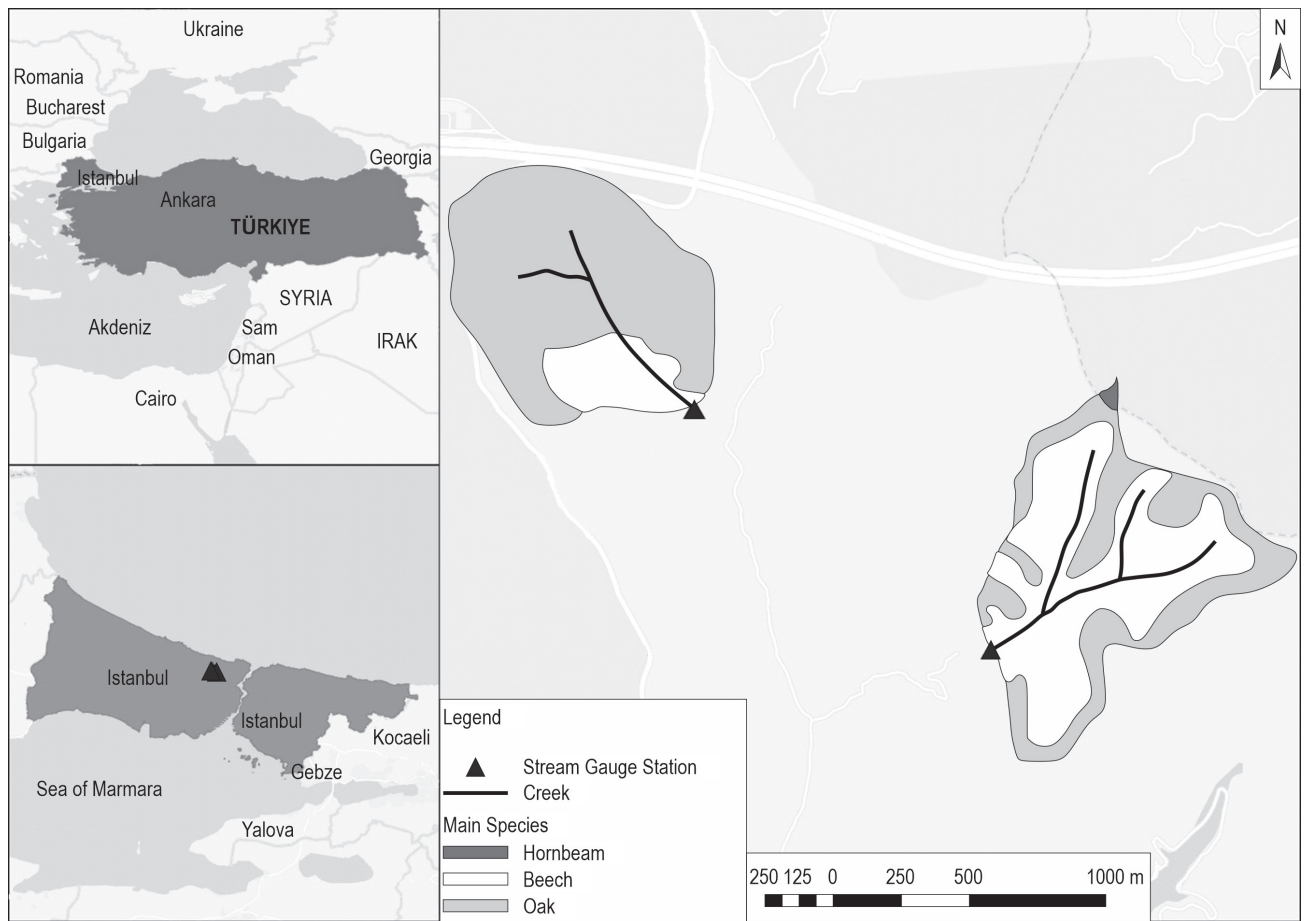 Ukraine
Romania
Bucharest
Bulgaria
Georgia
Istanbul
Ankara
TÜRKIYE
SYRIA
Akdeniz
Sam
Oman
IRAK
Cairo
Istanbul
Istanbul
Kocaeli
Gebze
Sea of Marmara
Yalova
N
Legend
Stream Gauge Station
Creek
Main Species
Hornbeam
Beech
Oak
250 125 0 250 500 1000 m